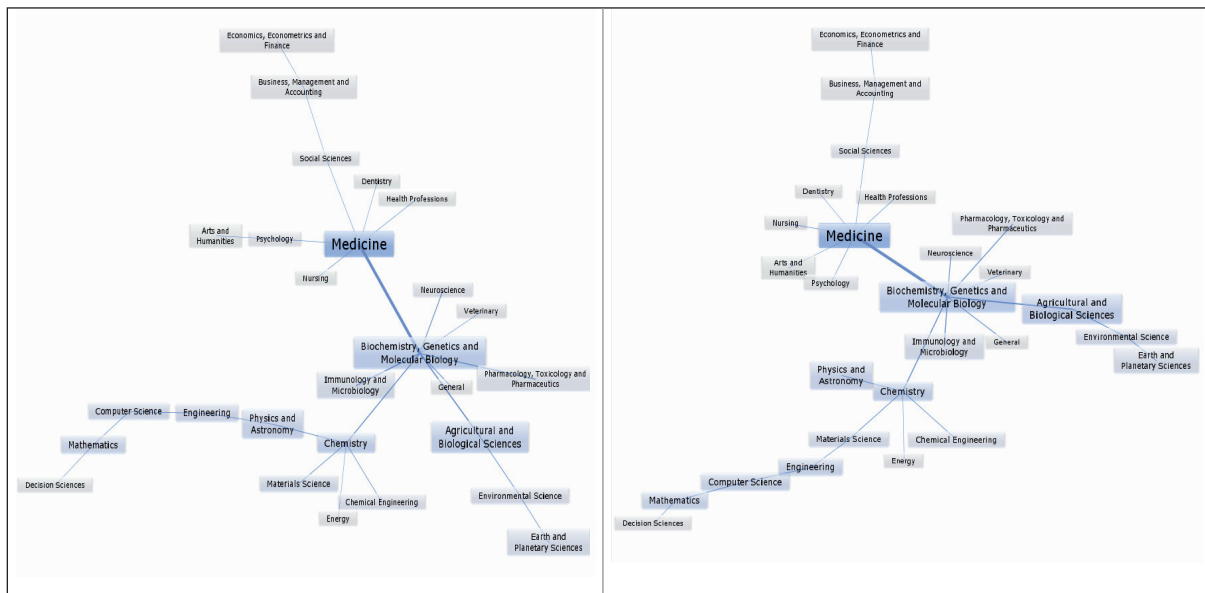 Economics, Econometrics and
Finance
Business, Management and
Accounting
Social Sciences
Dentistry
Health Professions
Arts and
Humanities
Psychology
Medicine
Nursing
Neuroscience
Veterinary
Biochemistry, Genetics and
Molecular Biology
Immunology and
Microbiology
General
Pharmacology, Toxicology and
Pharmaceutics
Computer Science
Engineering
Physics and
Astronomy
Mathematics
Chemistry
Agricultural and
Biological Sciences
Decision Sciences
Materials Science
Chemical Engineering
Energy
Environmental Science
Earth and
Planetary Sciences
Economics, Econometrics and
Finance
Business, Management and
Accounting
Social Sciences
Dentistry
Health Professions
Nursing
Medicine
Pharmacology, Toxicology and
Pharmaceutics
Arts and
Humanities
Psychology
Neuroscience
Veterinary
Biochemistry, Genetics and
Molecular Biology
Agricultural and
Biological Sciences
Immunology and
Microbiology
General
Environmental Science
Earth and
Planetary Sciences
Physics and
Astronomy
Chemistry
Materials Science
Chemical Engineering
Energy
Engineering
Computer Science
Mathematics
Decision Sciences